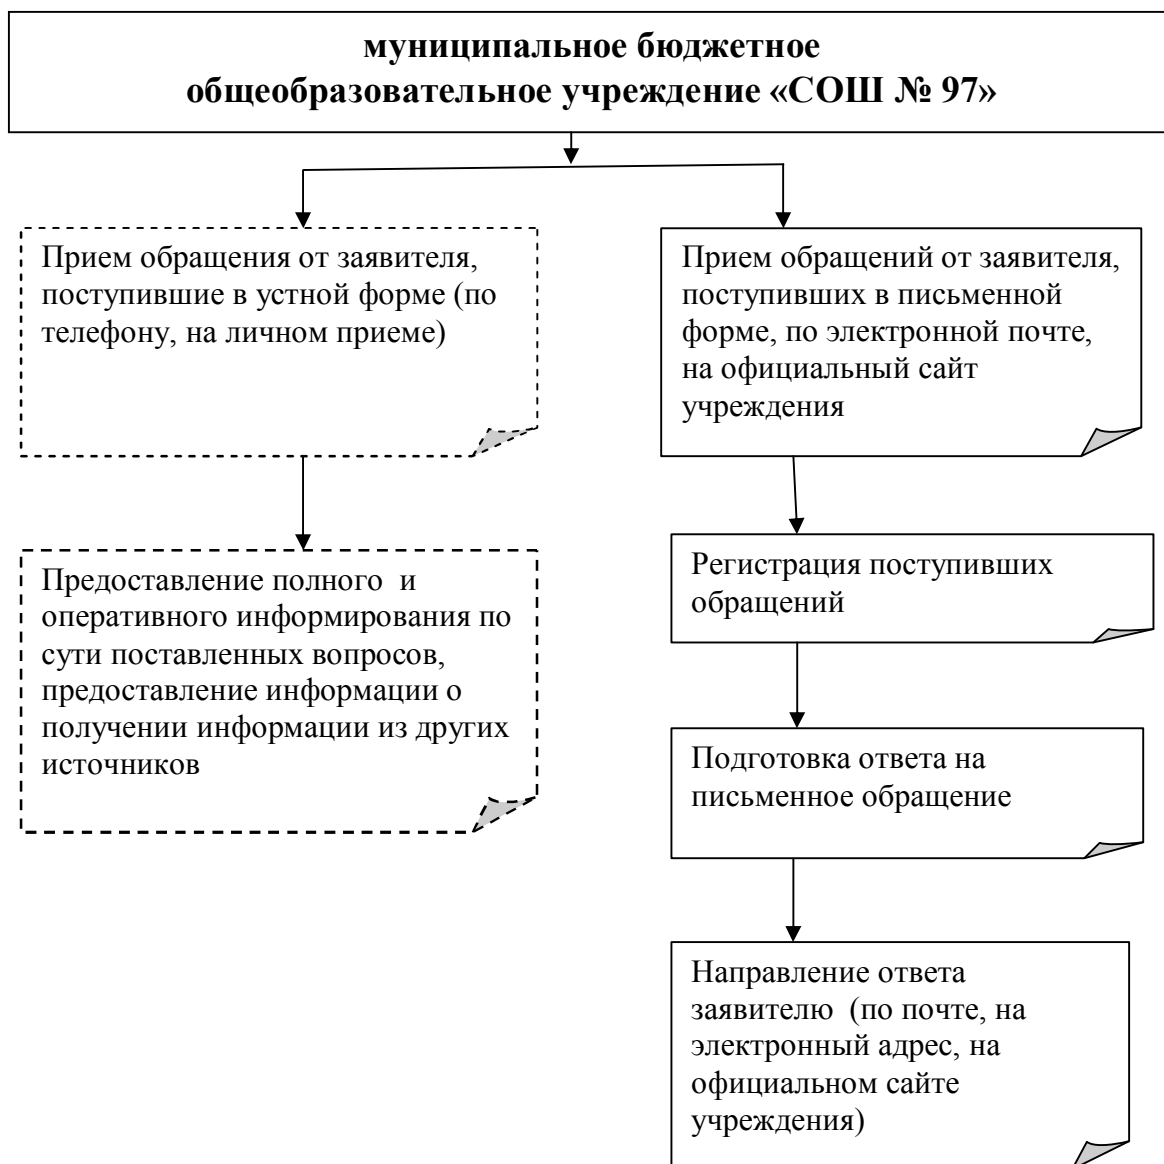 муниципальное бюджетное
общеобразовательное учреждение «СОШ № 97»
Прием обращения от заявителя,
поступившие в устной форме (по
телефону, на личном приеме)
Прием обращений от заявителя,
поступивших в письменной
форме, по электронной почте,
на официальный сайт
учреждения
Предоставление полного  и
оперативного информирования по
сути поставленных вопросов,
предоставление информации о
получении информации из других
источников
Регистрация поступивших
обращений
Подготовка ответа на
письменное обращение
Направление ответа
заявителю  (по почте, на
электронный адрес, на
официальном сайте
учреждения)